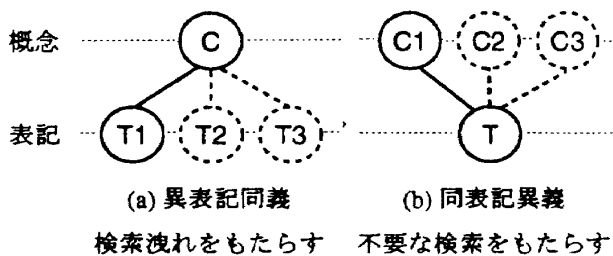 概念
C
C1
C2
C3
表記
T1
T2
T3
T
(a) 異表記同義
(b) 同表記異義
検索洩れをもたらす
不要な検索をもたらす